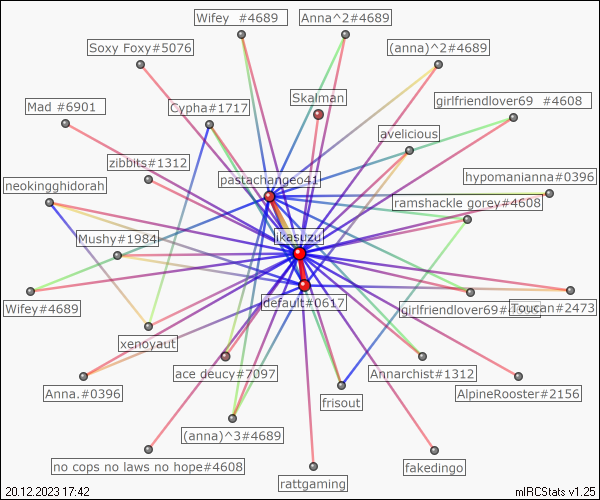 Wifey #4689
Anna^2#4689
Soxy Foxy#5076
(anna)^2#4689
Skalman
girlfriendlover69 #4608
Mad #6901
Cypha#1717
avelicious
zibbits#1312
pastachangeo41
hypomanianna#0396
neokingghidorah
ramshackle gorey#4608
ikasuzu
Mushy#1984
default#0617
Wifey#4689
girlfriendlover69#
Toucan#2473
xenoyaut
ace deucy#7097
Annarchist#1312
Anna.#0396
frisout
AlpineRooster#2156
(anna)^3#4689
no cops no laws no hope#4608
rattgaming
fakedingo
20.12.2023 17:42
mIRCStats v1.25